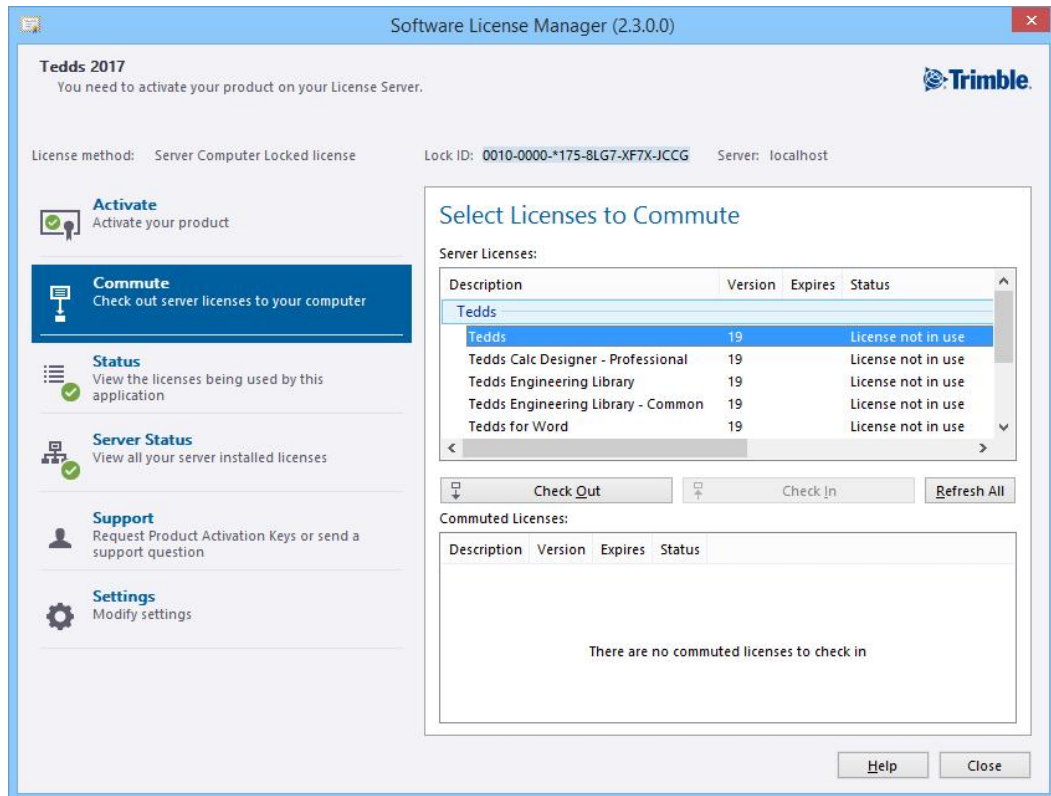 Software License Manager (2.3.0.0)
Tedds 2017
You need to activate your product on your License Server.
Trimble.
License method: Server Computer Locked license Lock ID: 0010-0000-*175-8LG7-XF7X-JCCG Server: localhost
Activate
Activate your product
Commute
Check out server licenses to your computer
Status
View the licenses being used by this
application
Server Status
View all your server installed licenses
Support
Request Product Activation Keys or send a
support question
Settings
Modify settings
Select Licenses to Commute
Server Licenses:
Description Version Expires Status
Tedds
Tedds 19 License not in use
Tedds Calc Designer - Professional 19 License not in use
Tedds Engineering Library 19 License not in use
Tedds Engineering Library - Common 19 License not in use
Tedds for Word 19 License not in use
Check Out Check In Refresh All
Commuted Licenses:
Description Version Expires Status
There are no commuted licenses to check in
Help Close